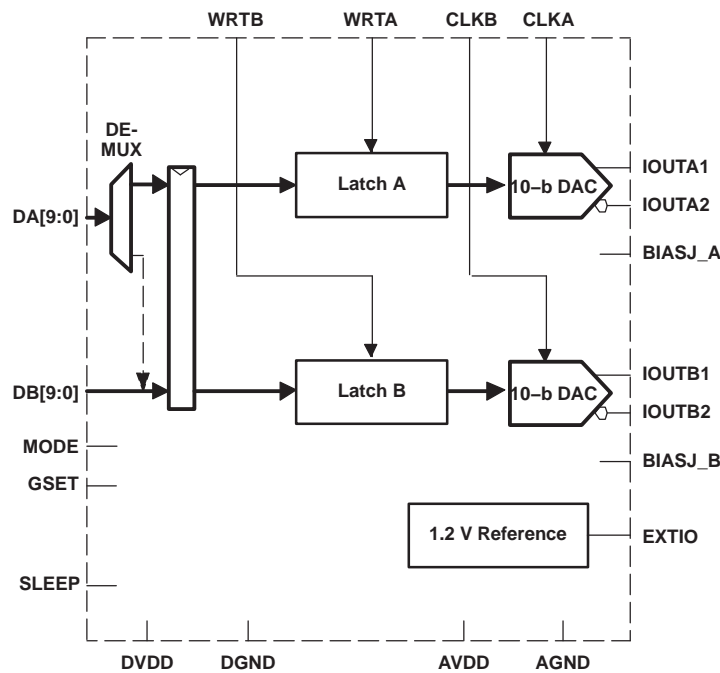 WRTB
WRTA
CLKB
CLKA
DE-
MUX
IOUTA1
Latch A
10–b DAC
IOUTA2
DA[9:0]
BIASJ_A
IOUTB1
DB[9:0]
Latch B
10–b DAC
IOUTB2
MODE
BIASJ_B
GSET
1.2 V Reference
EXTIO
SLEEP
DVDD
DGND
AVDD
AGND